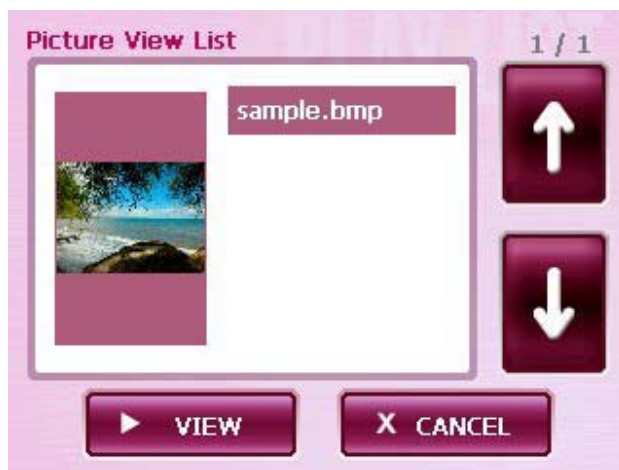 Picture View List
1 / 1
sample.bmp
VIEW
X CANCEL